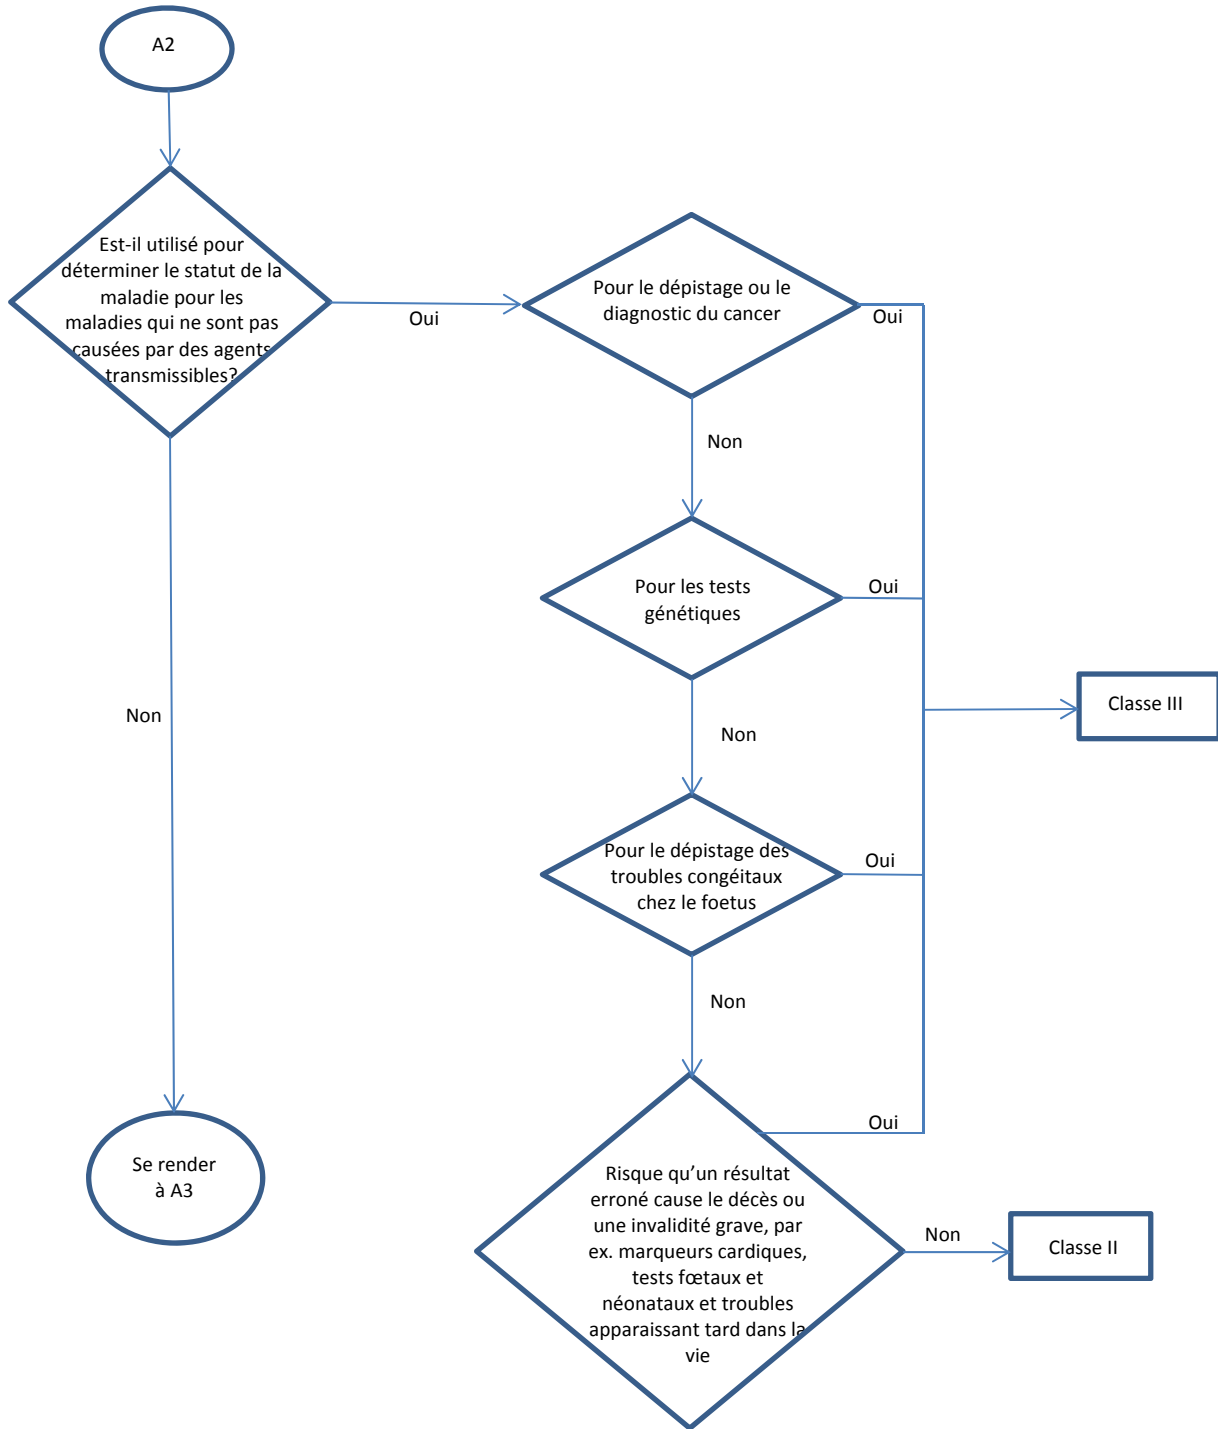 A2
Est-il utilisé pour
déterminer le statut de la
maladie pour les
maladies qui ne sont pas
causées par des agents
transmissibles?
Oui
Pour le dépistage ou le
diagnostic du cancer
Oui
Non
Pour les tests
génétiques
Oui
Non
Non
Classe III
Pour le dépistage des
troubles congéitaux
chez le foetus
Oui
Non
Se render
à A3
Oui
Risque qu’un résultat
erroné cause le décès ou
une invalidité grave, par
ex. marqueurs cardiques,
tests fœtaux et
néonataux et troubles
apparaissant tard dans la
vie
Non
Classe II